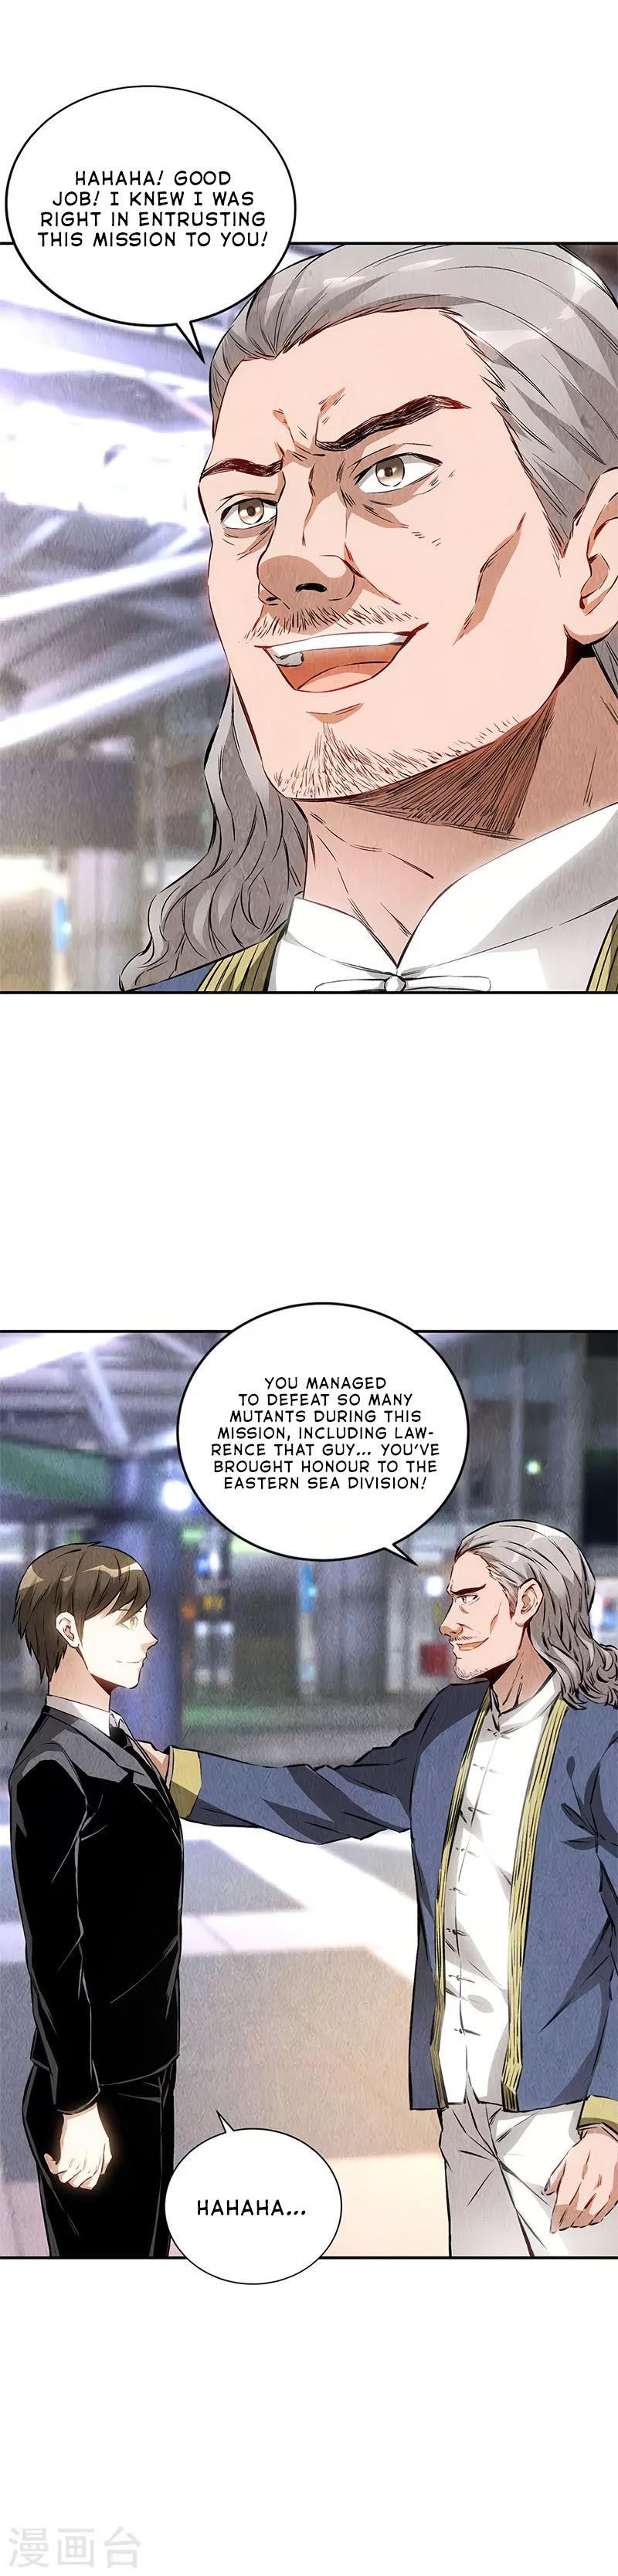 HAHAHA! GOOD
JOB! I KNEW I WAS
RIGHT IN ENTRUSTING
THIS MISSION TO YOU!
YOU MANAGED
TO DEFEAT SO MANY
MUTANTS DURING THIS
MISSION, INCLUDING LAW-
RENCE THAT GUY... YOU'VE
BROUGHT HONOUR TO THE
EASTERN SEA DIVISION!
HAHAHA...
漫画台